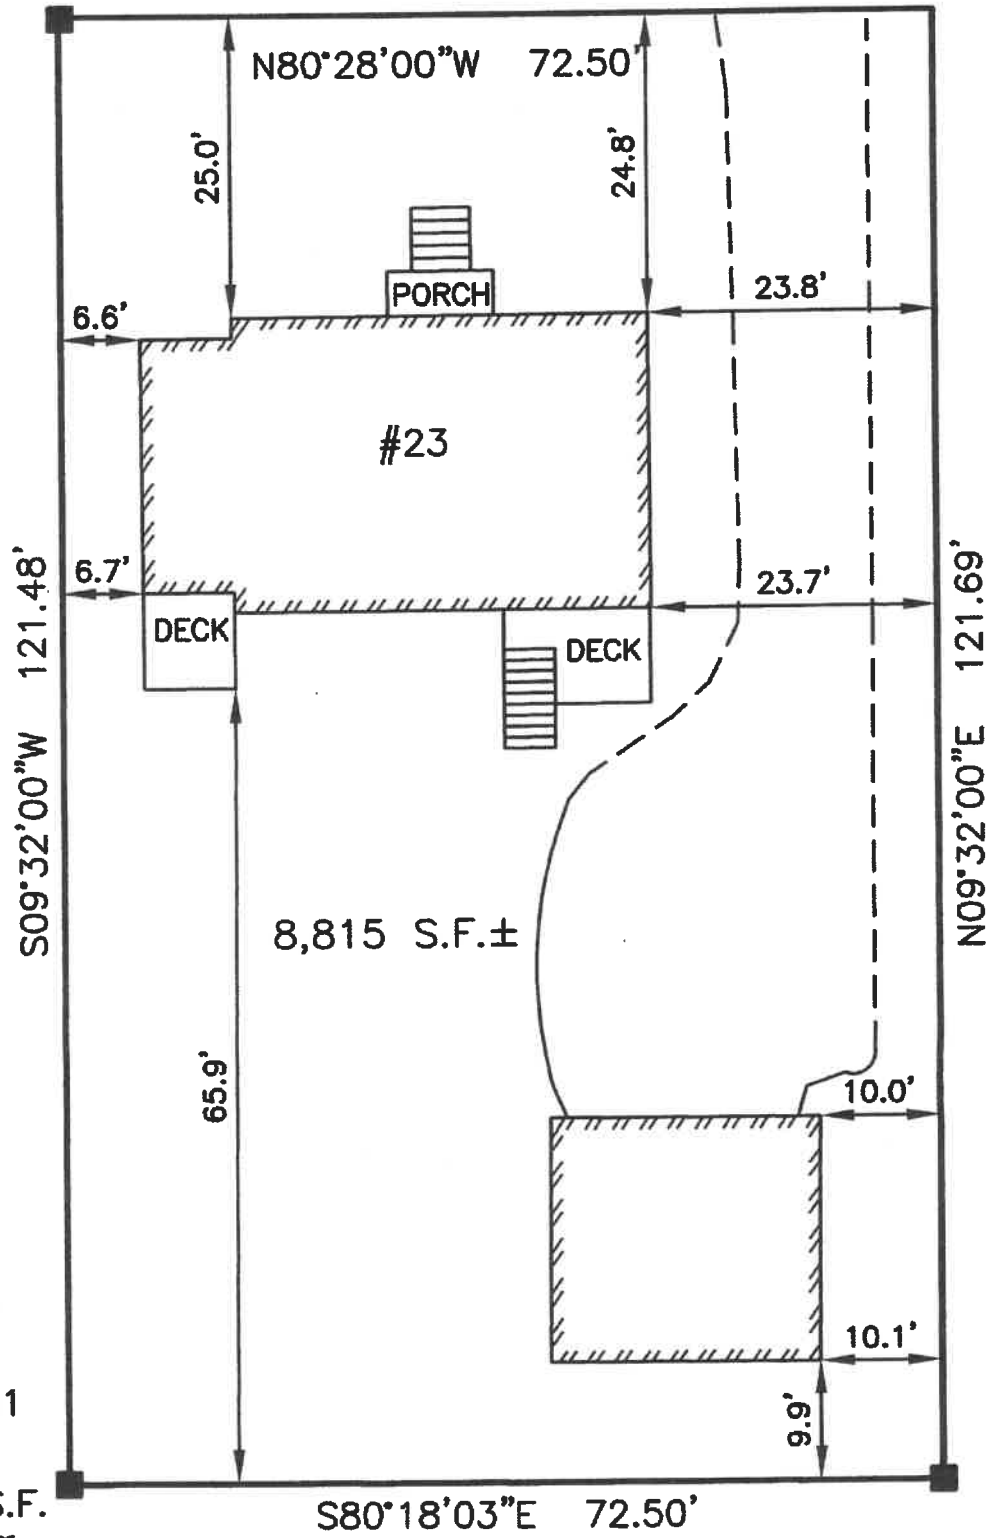 N80°28'00"W 72.50'
25.0'
24.8'
PORCH
23.8'
6.6'
#23
S09°32'00"W 121.48'
N09°32'00"E 121.69'
6.7'
23.7'
DECK
DECK
8,815 S.F.±
65.9'
10.0'
10.1'
9.9'
1
S.F.
S80°18'03"E 72.50'